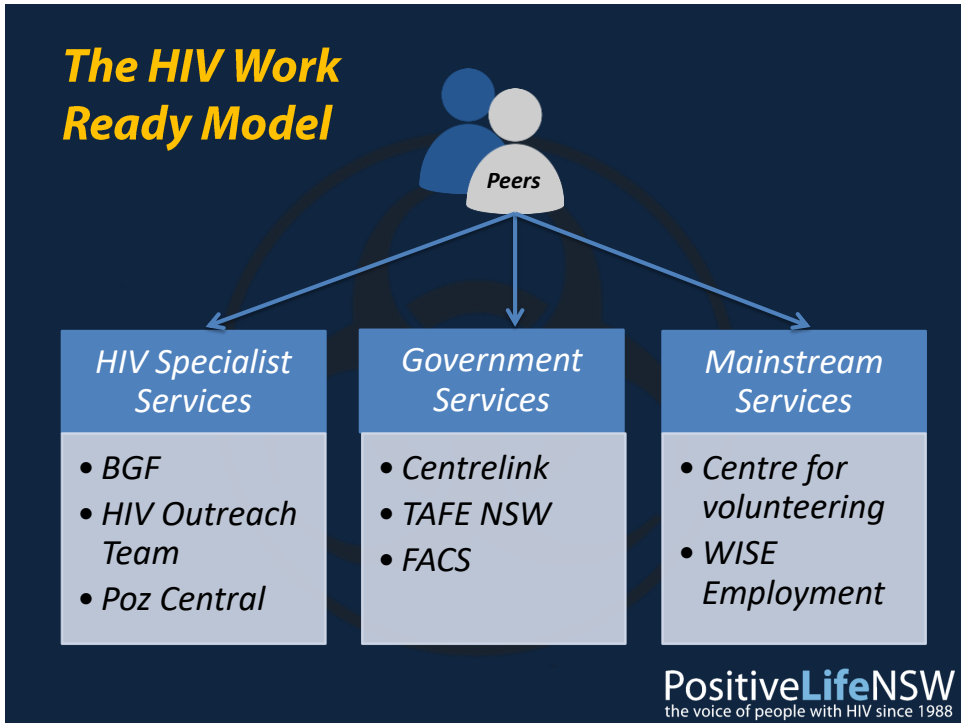 The HIV Work
Ready Model
Peers
HIV Specialist
Services
• BGF
• HIV Outreach
Team
• Poz Central
Government
Services
• Centrelink
• TAFE NSW
• FACS
Mainstream
Services
• Centre for
volunteering
• WISE
Employment
PositiveLifeNSW
the voice of people with HIV since 1988